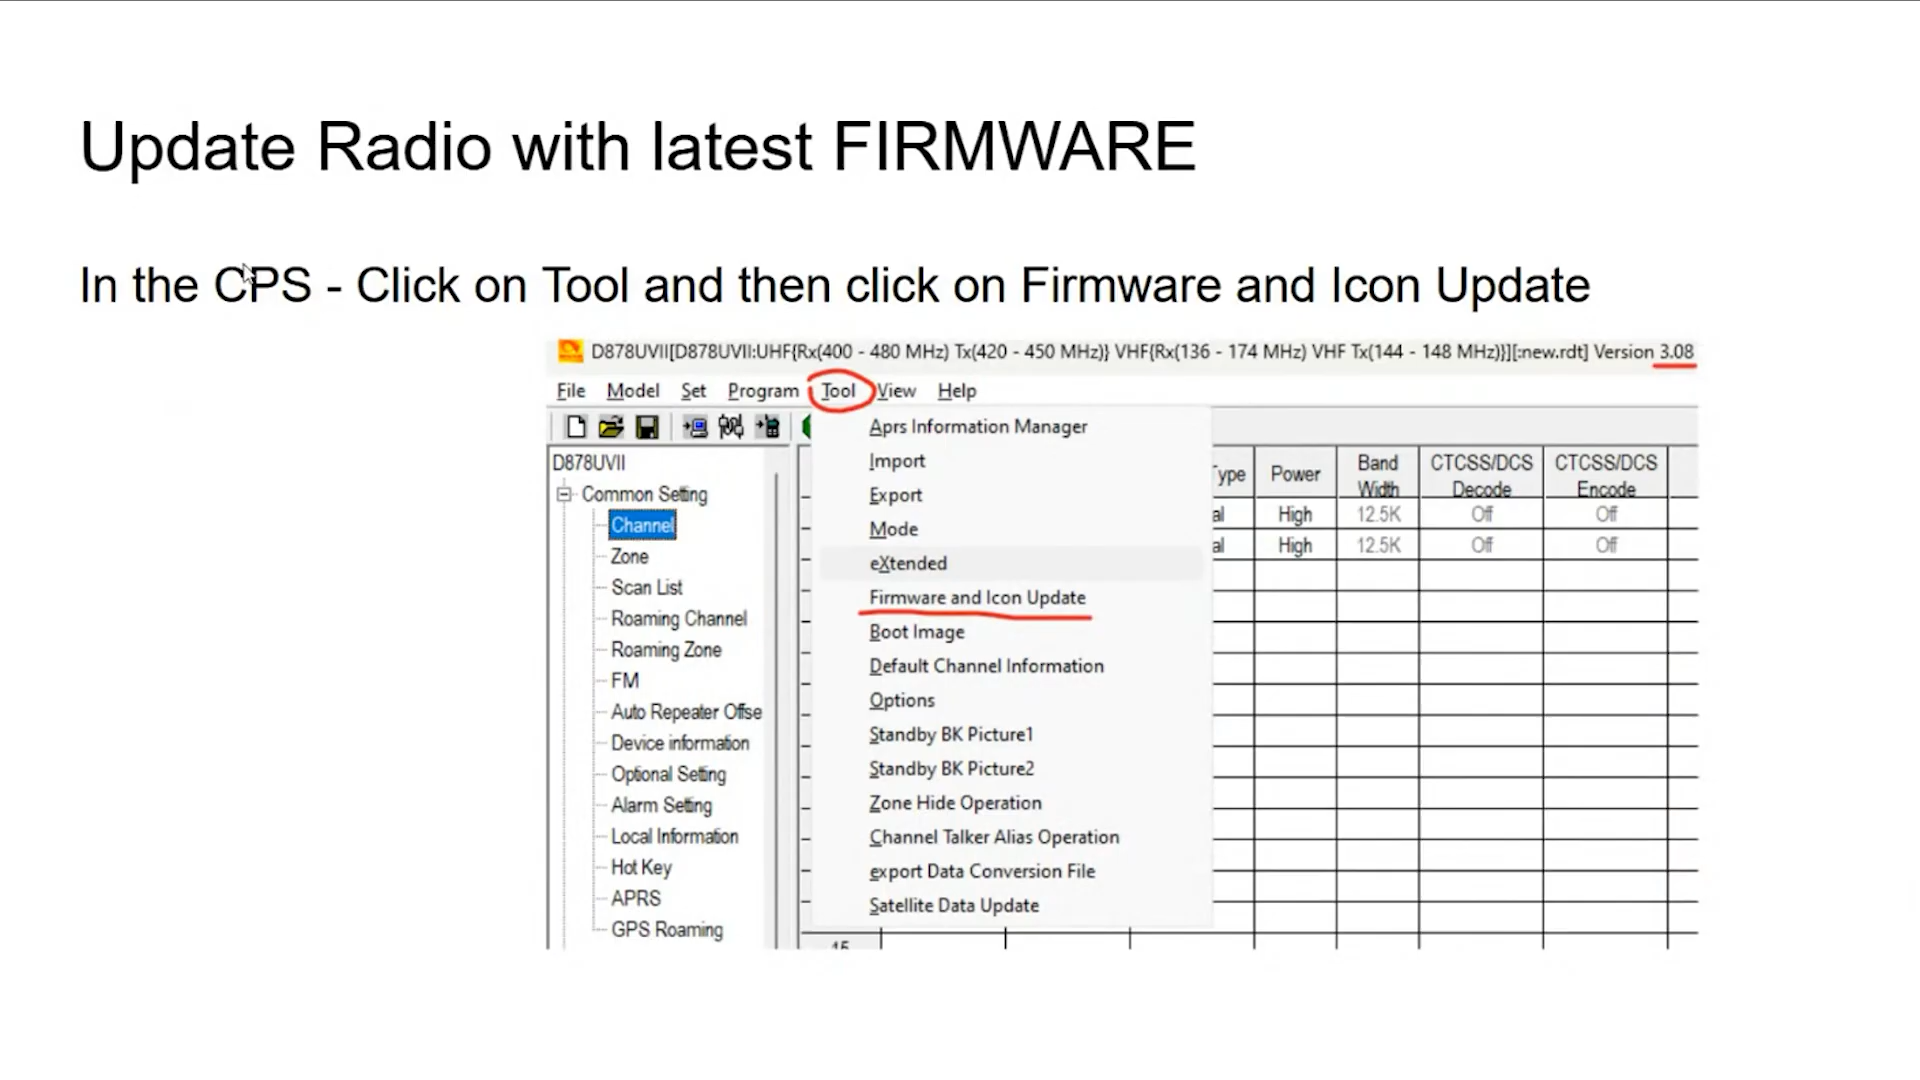 Update Radio with latest FIRMWARE
In the CPS - Click on Tool and then click on Firmware and Icon Update
D878UVII[D878UVII:UHF{Rx(400 - 480 MHz) Tx(420 - 450 MHz)} VHF{Rx(136 - 174 MHz) VHF Tx(144 - 148 MHz)}][:new.rdt] Version 3.08
File Model Set Program Tool View Help
D878UVII
Common Setting
Channel
Zone
Scan List
Roaming Channel
Roaming Zone
FM
Auto Repeater Offse
Device information
Optional Setting
Alarm Setting
Local Information
Hot Key
APRS
GPS Roaming
Aprs Information Manager
Import
Export
Mode
eXtended
Firmware and Icon Update
Boot Image
Default Channel Information
Options
Standby BK Picture1
Standby BK Picture2
Zone Hide Operation
Channel Talker Alias Operation
export Data Conversion File
Satellite Data Update
ype Power Band Width CTCSS/DCS Decode CTCSS/DCS Encode
al High 12.5K Off Off
al High 12.5K Off Off
15